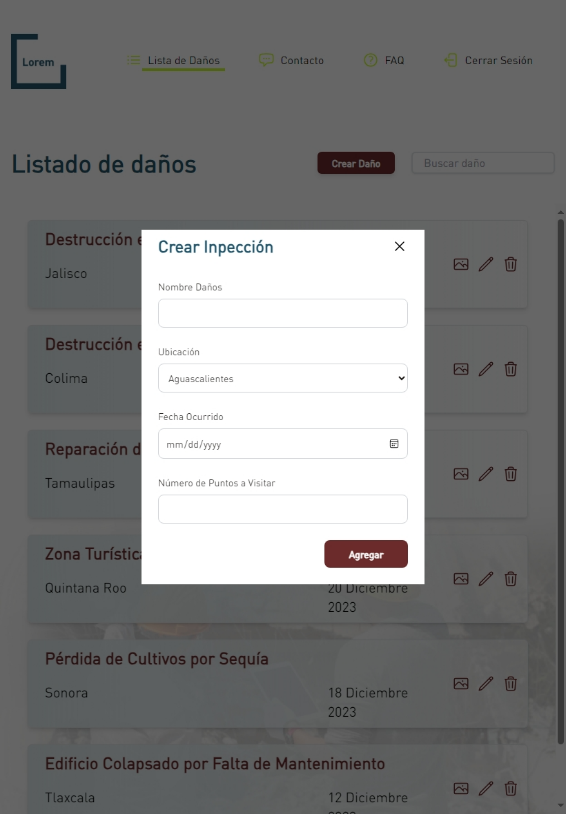 Lorem
Lista de Daños
Contacto
FAQ
Cerrar Sesión
Listado de daños
Crear Daño
Buscar daño
Destrucción
Jalisco
Destrucción
Colima
Reparación
Tamaulipas
Zona Turística
Quintana Roo
20 Diciembre
2023
Pérdida de Cultivos por Sequía
Sonora
18 Diciembre
2023
Edificio Colapsado por Falta de Mantenimiento
Tlaxcala
12 Diciembre
Crear Inpección
Nombre Daños
Ubicación
Aguascalientes
Fecha Ocurrido
mm/dd/yyyy
Número de Puntos a Visitar
Agregar